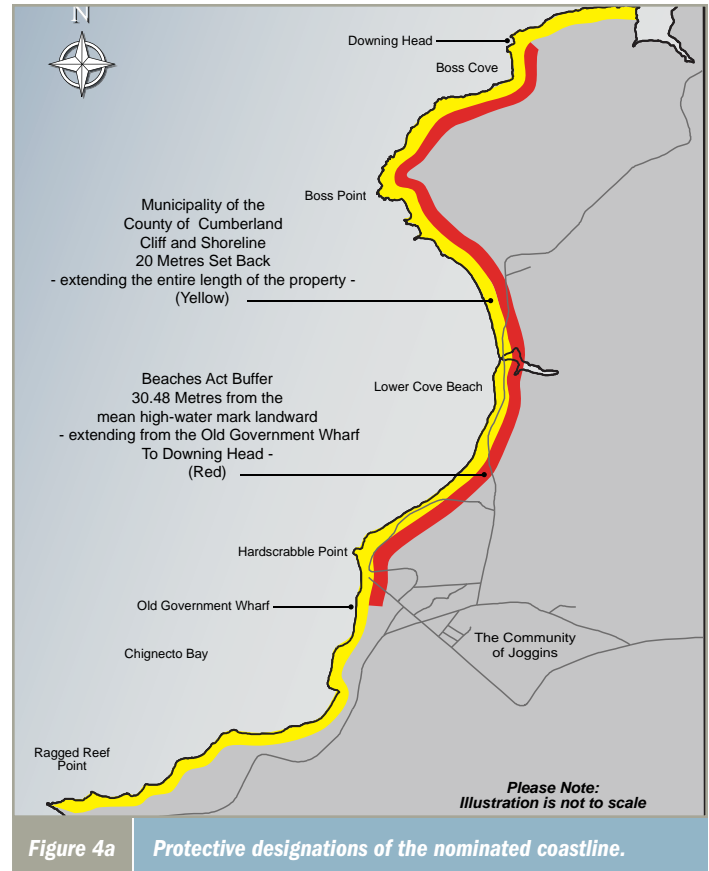 N
Downing Head
Boss Cove
Boss Point
Municipality of the
County of Cumberland
Cliff and Shoreline
20 Metres Set Back
- extending the entire length of the property -
(Yellow)
Beaches Act Buffer
30.48 Metres from the
mean high-water mark landward
- extending from the Old Government Wharf
To Downing Head -
(Red)
Lower Cove Beach
Hardscrabble Point
Old Government Wharf
Chignecto Bay
The Community
of Joggins
Ragged Reef
Point
Please Note:
Illustration is not to scale
Figure 4a
Protective designations of the nominated coastline.